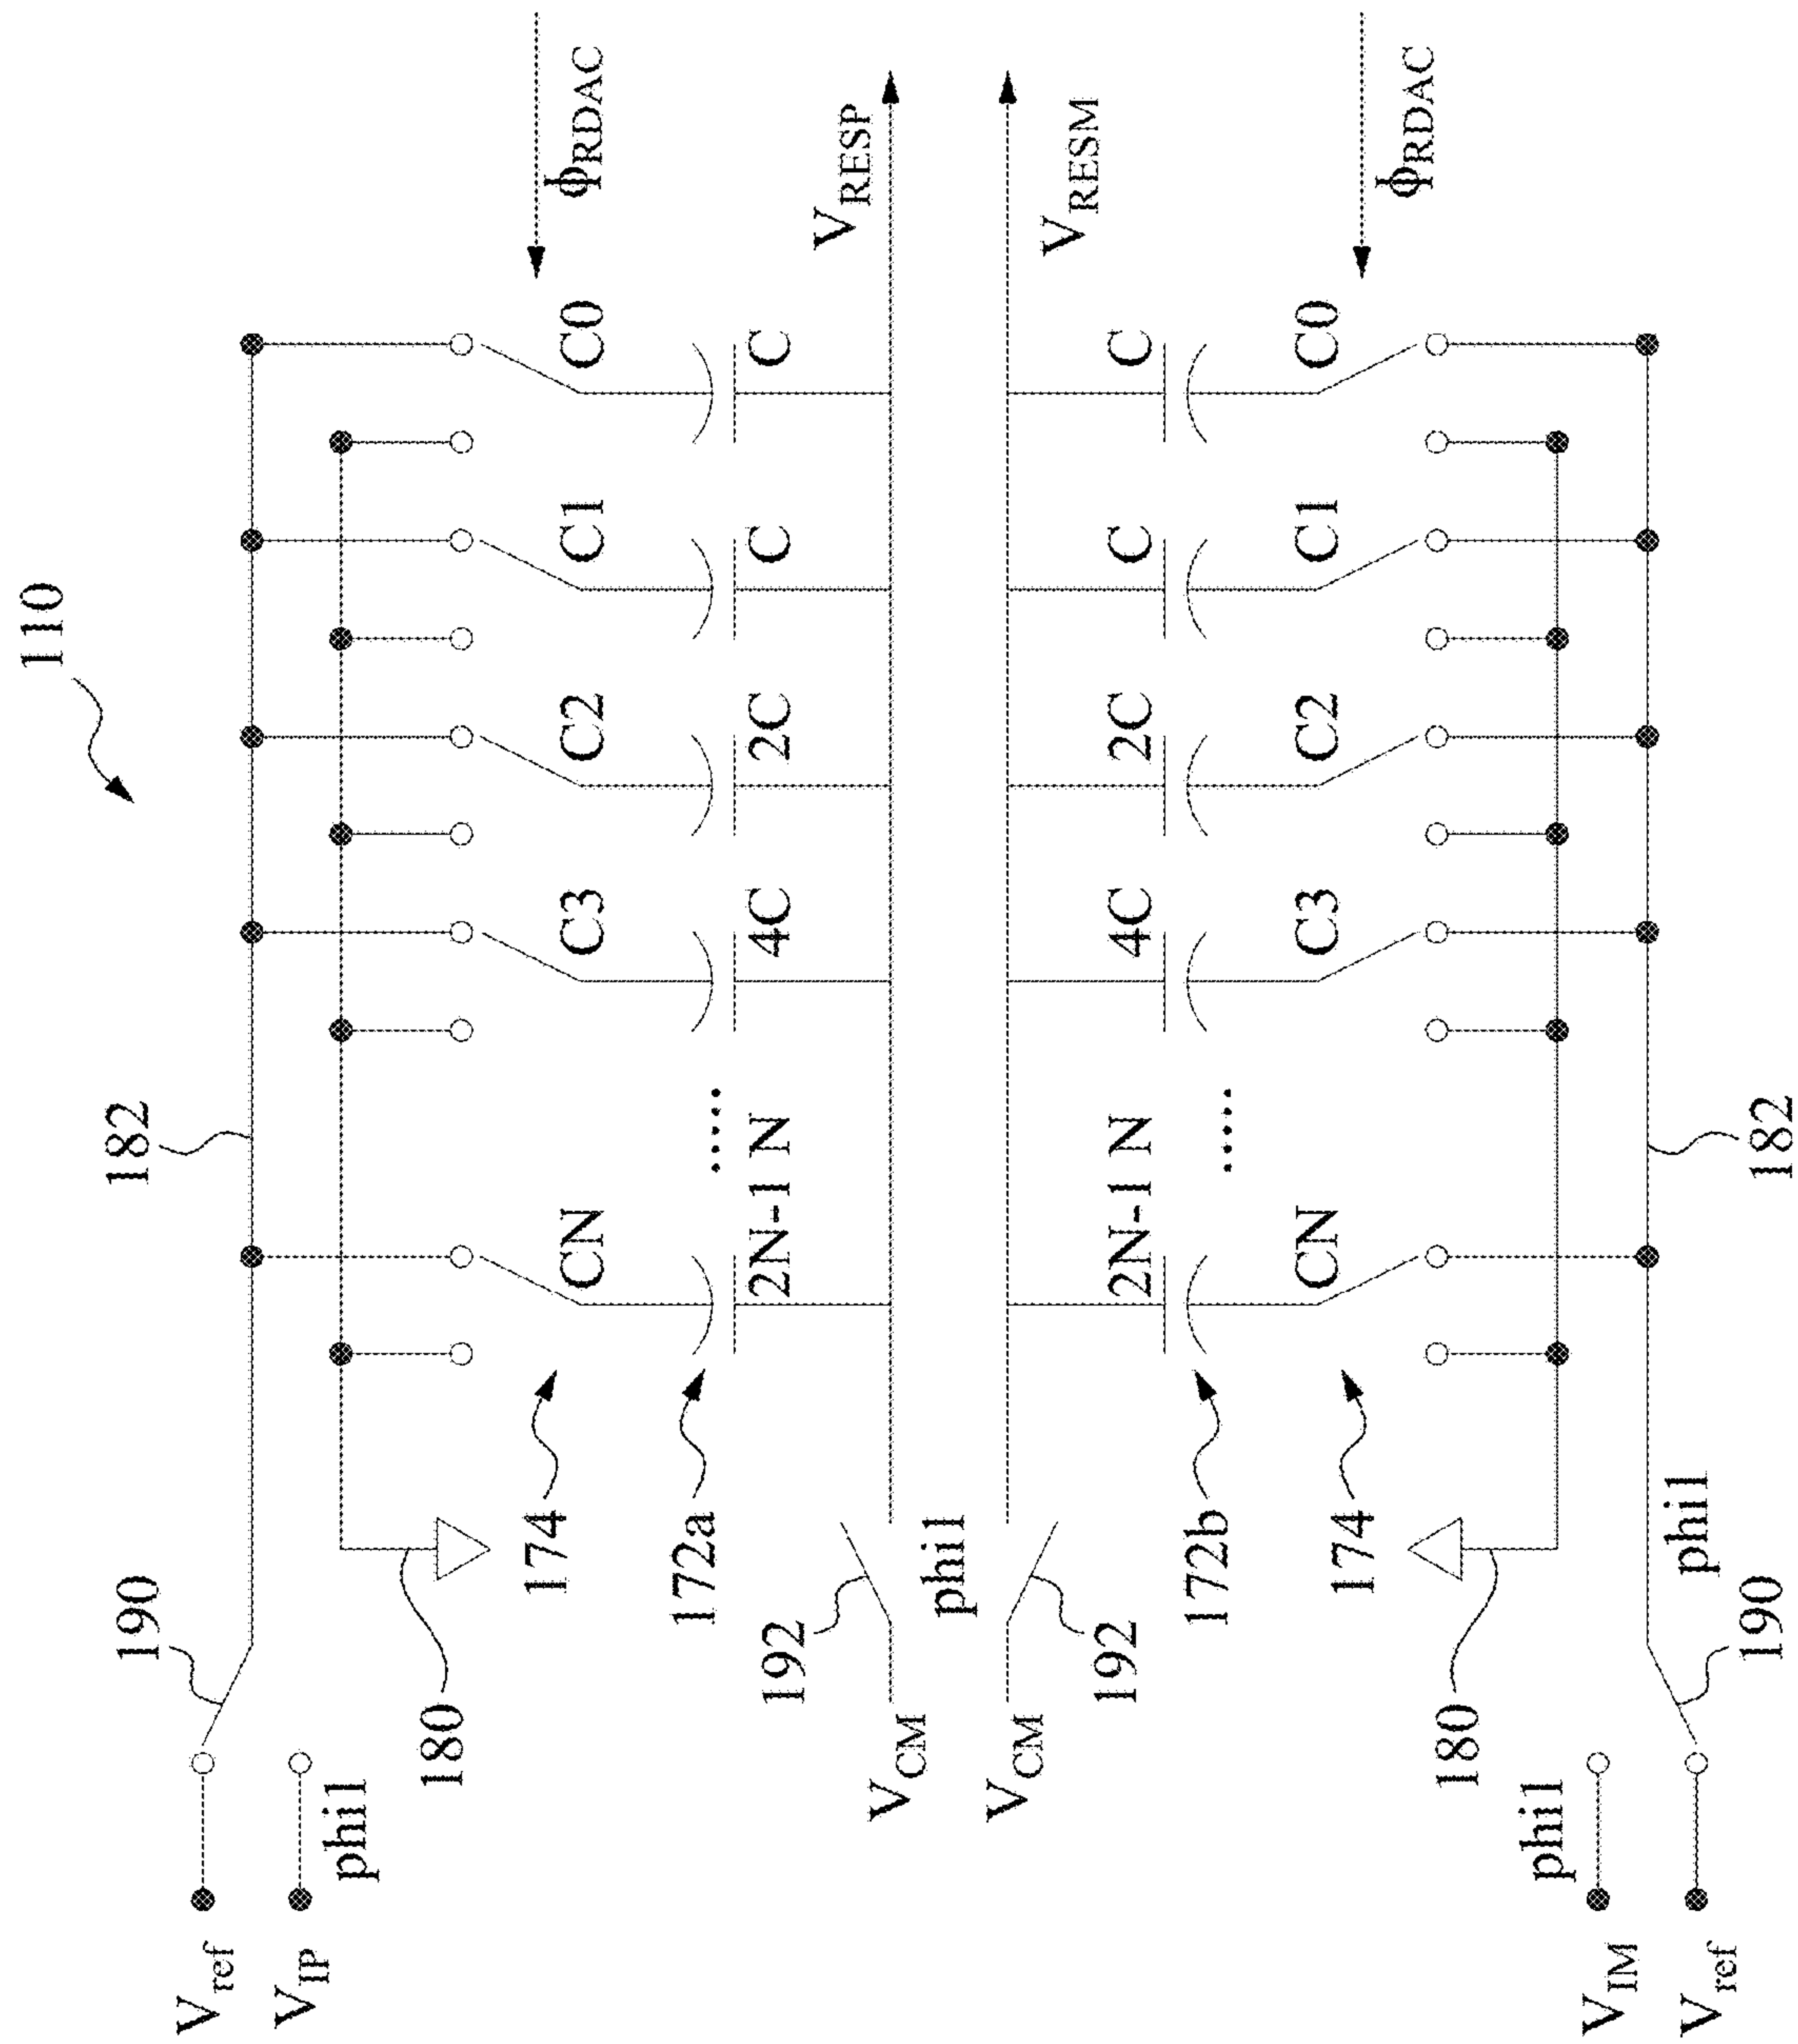 110
182
190
V_ref
V_IP
phi1
180
ϕ_RDAC
174
CN
C3
C2
C1
C0
172a
2N-1 N
.....
4C
2C
C
C
V_RESP
192
V_CM
phi1
V_CM
192
V_RESM
172b
2N-1 N
.....
4C
2C
C
C
174
CN
C3
C2
C1
C0
ϕ_RDAC
180
phi1
V_IM
V_ref
190
phi1
182